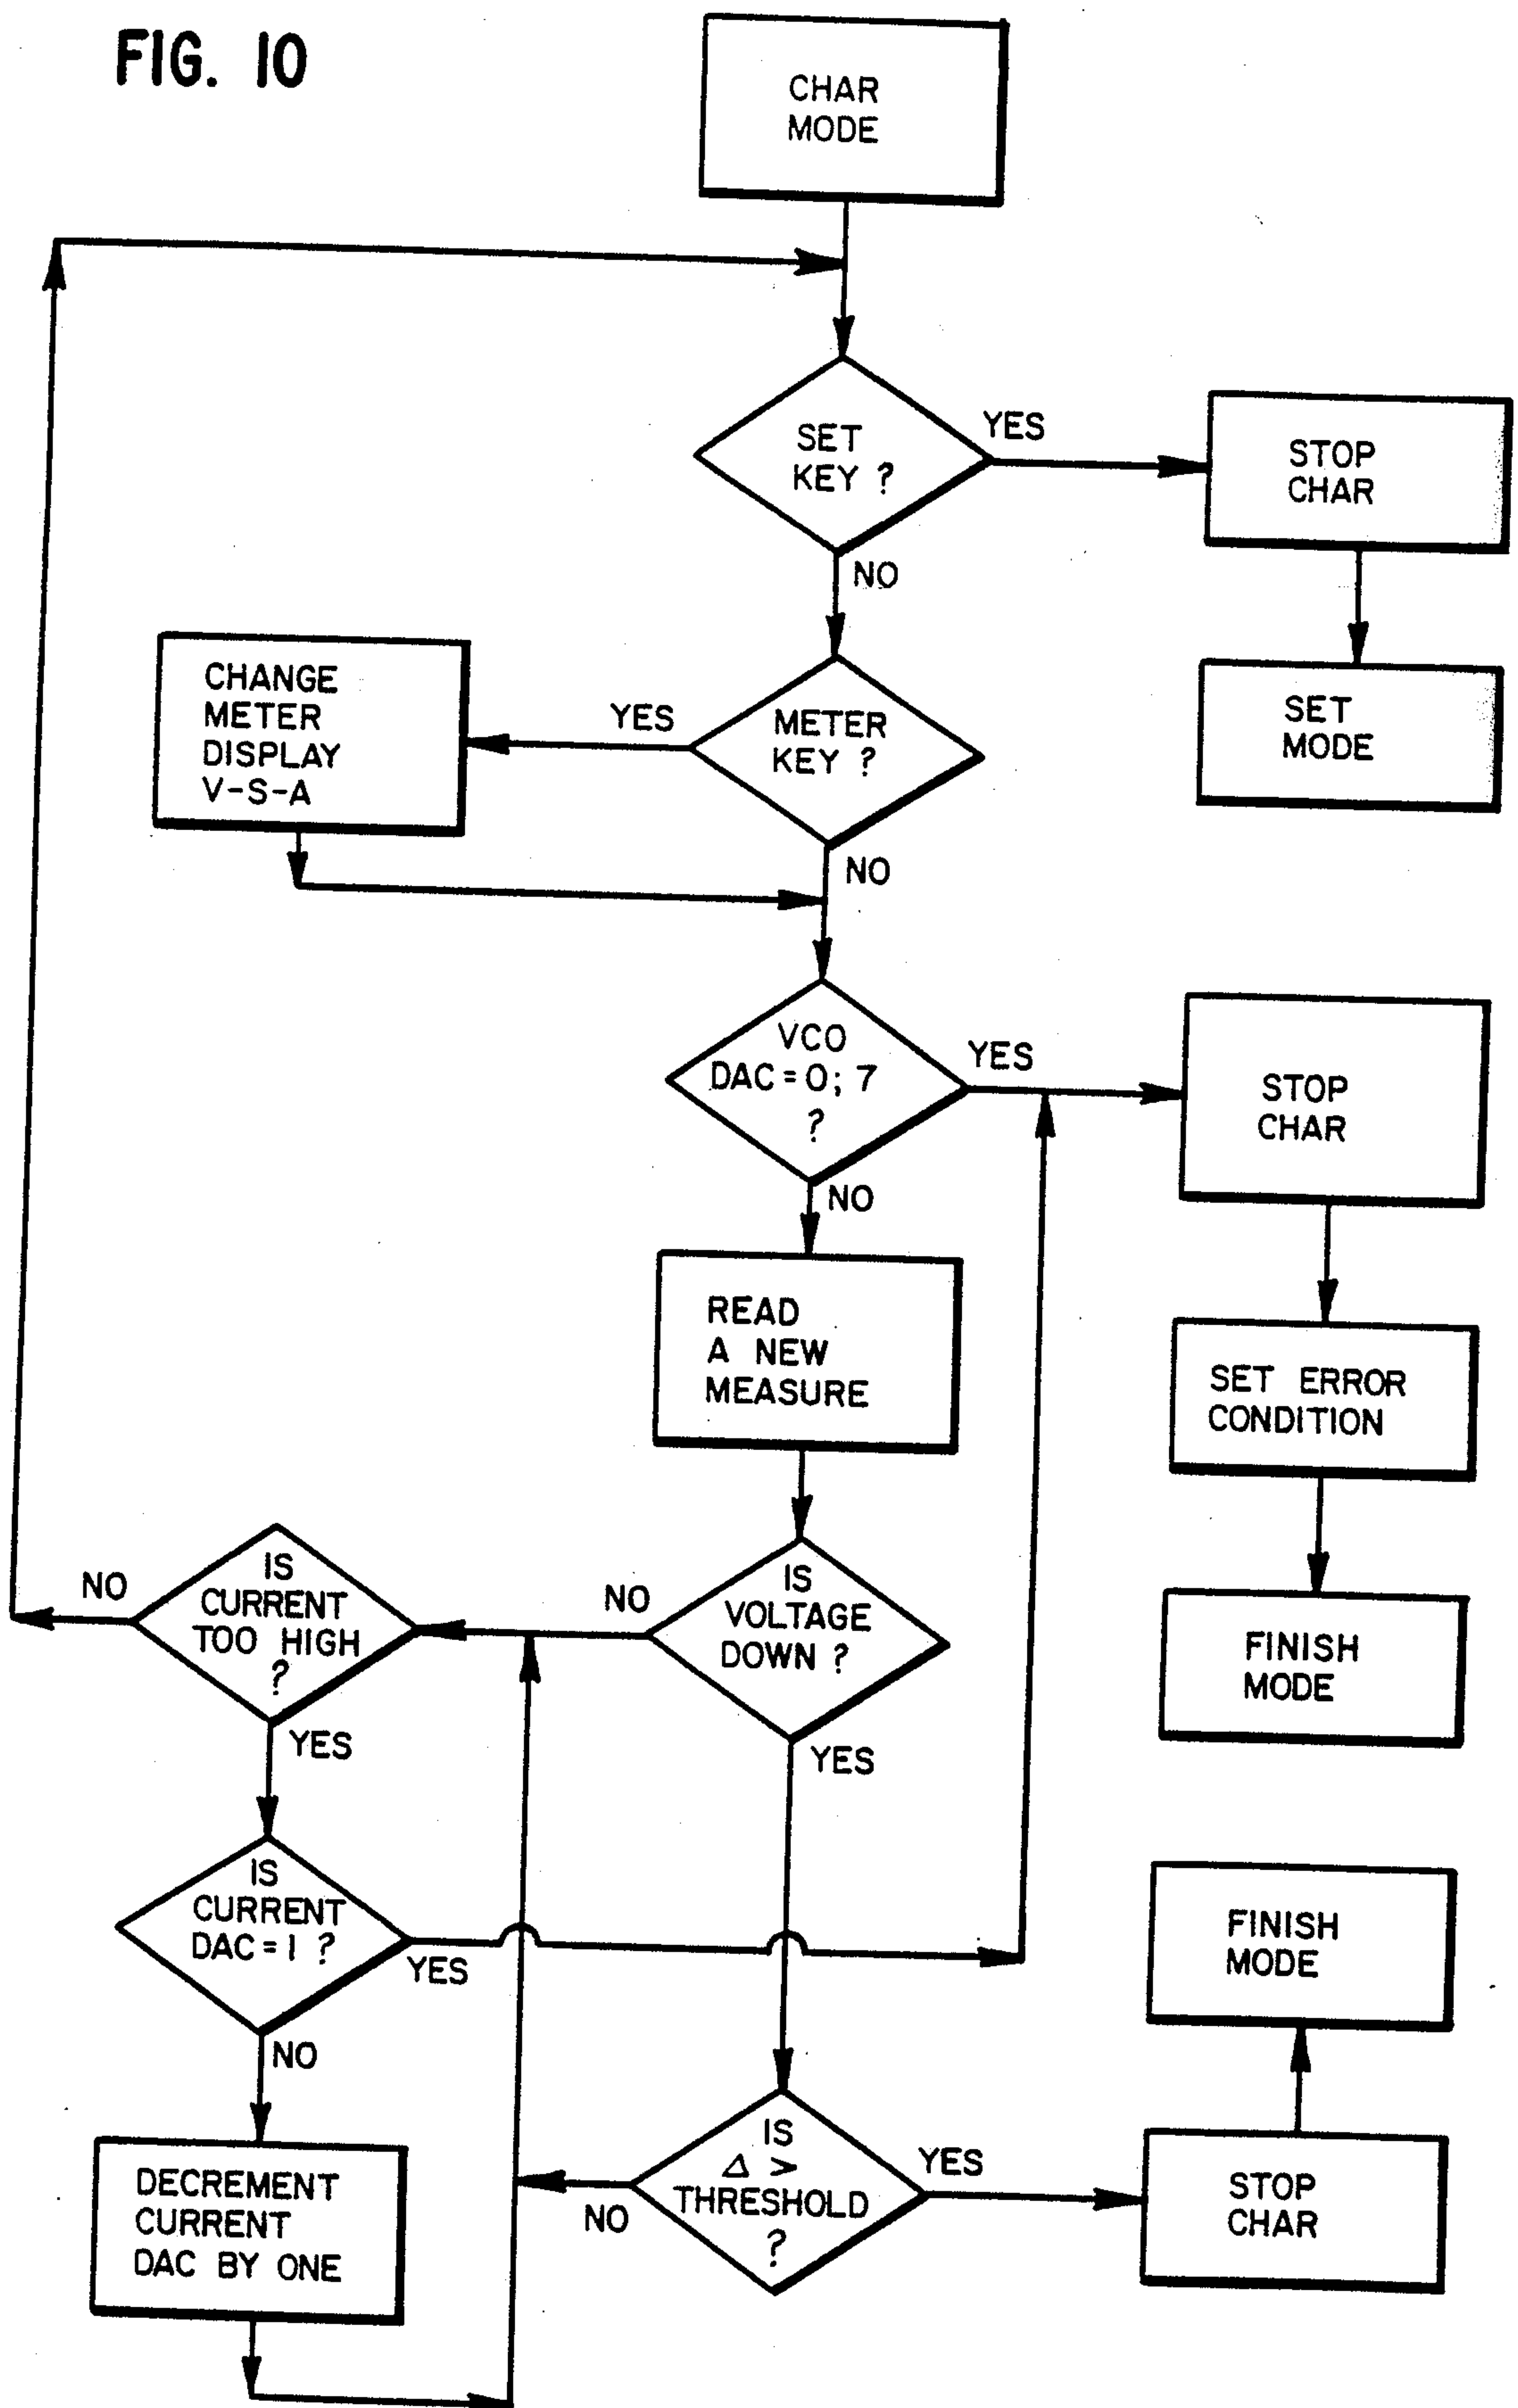 FIG. 10
CHAR
MODE
SET
KEY ?
YES
STOP
CHAR
NO
SET
MODE
CHANGE
METER
DISPLAY
V-S-A
YES
METER
KEY ?
NO
VCO
DAC = 0; 7
?
YES
STOP
CHAR
NO
READ
A NEW
MEASURE
SET ERROR
CONDITION
NO
IS
CURRENT
TOO HIGH
?
NO
IS
VOLTAGE
DOWN ?
FINISH
MODE
YES
YES
IS
CURRENT
DAC = 1 ?
YES
FINISH
MODE
NO
DECREMENT
CURRENT
DAC BY ONE
NO
IS
Δ >
THRESHOLD
?
YES
STOP
CHAR